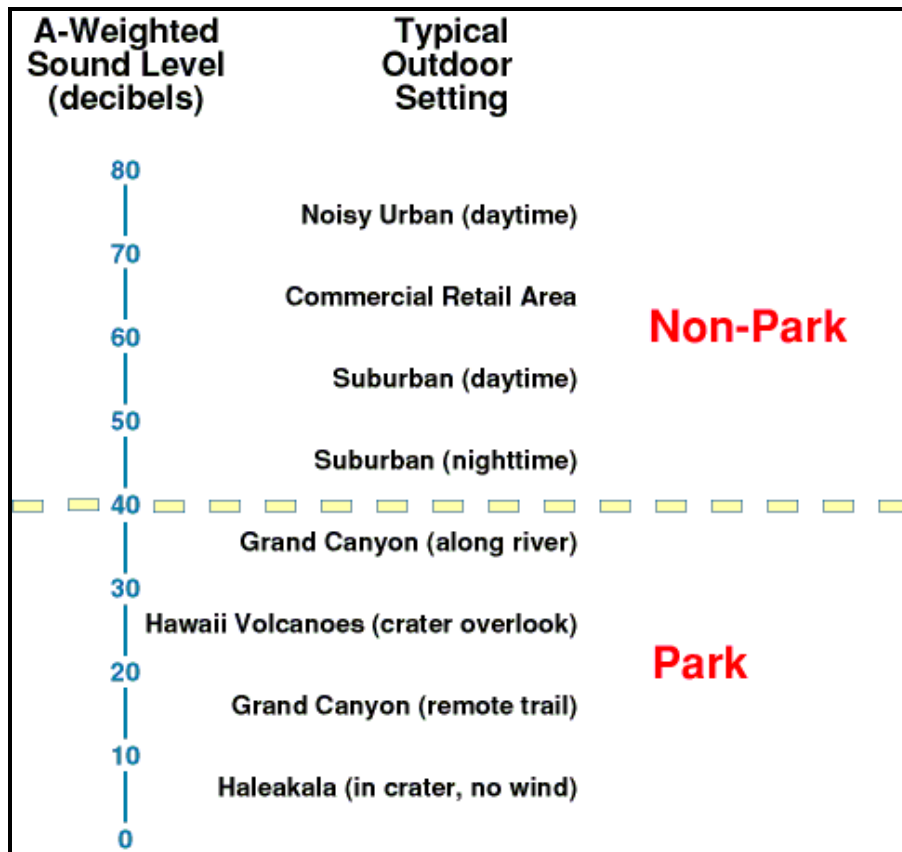 A-Weighted
Sound Level
(decibels)
Typical
Outdoor
Setting
80
Noisy Urban (daytime)
70
Commercial Retail Area
60
Non-Park
Suburban (daytime)
50
Suburban (nighttime)
40
Grand Canyon (along river)
30
Hawaii Volcanoes (crater overlook)
20
Park
Grand Canyon (remote trail)
10
Haleakala (in crater, no wind)
0